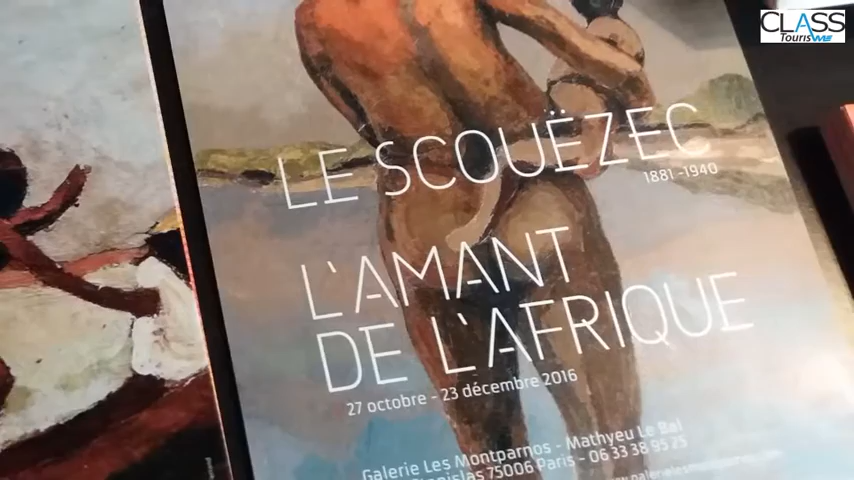 CLASS
TourisWE
LE SCOUËZEC
1881 - 1940
L'AMANT
DE L'AFRIQUE
27 octobre - 23 décembre 2016
Galerie Les Montparnos - Mathyeu Le Bal
Stanislas 75006 Paris - 06 33 38 95 25